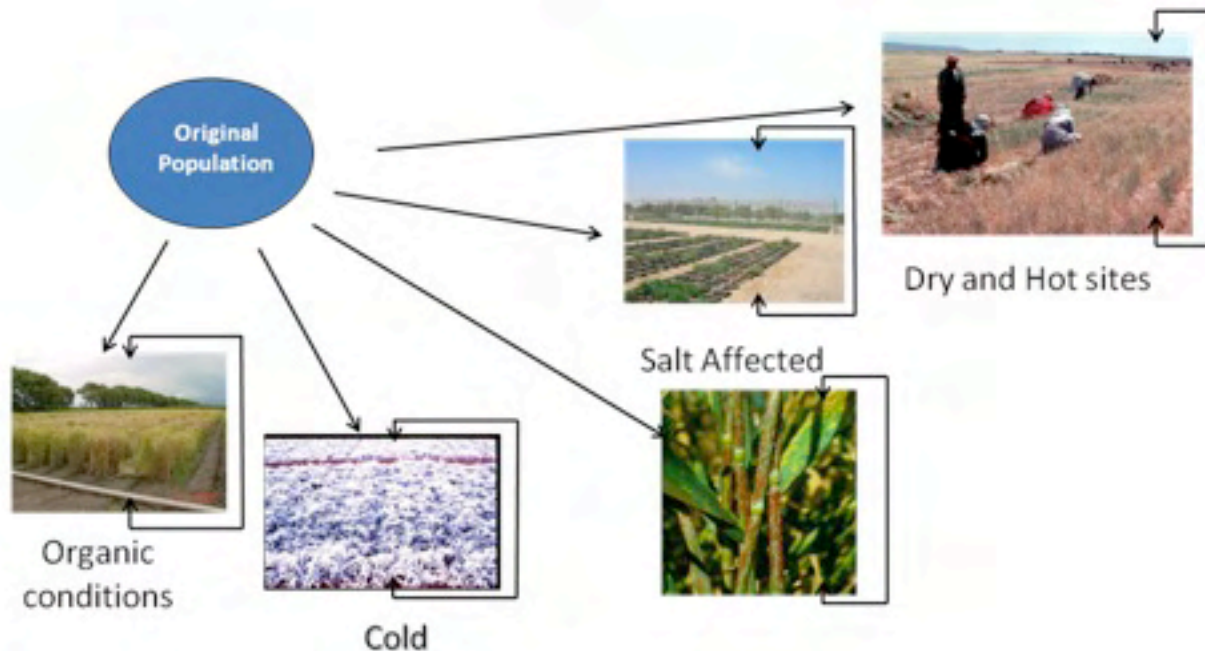 Original
Population
Dry and Hot sites
Salt Affected
Organic
conditions
Cold